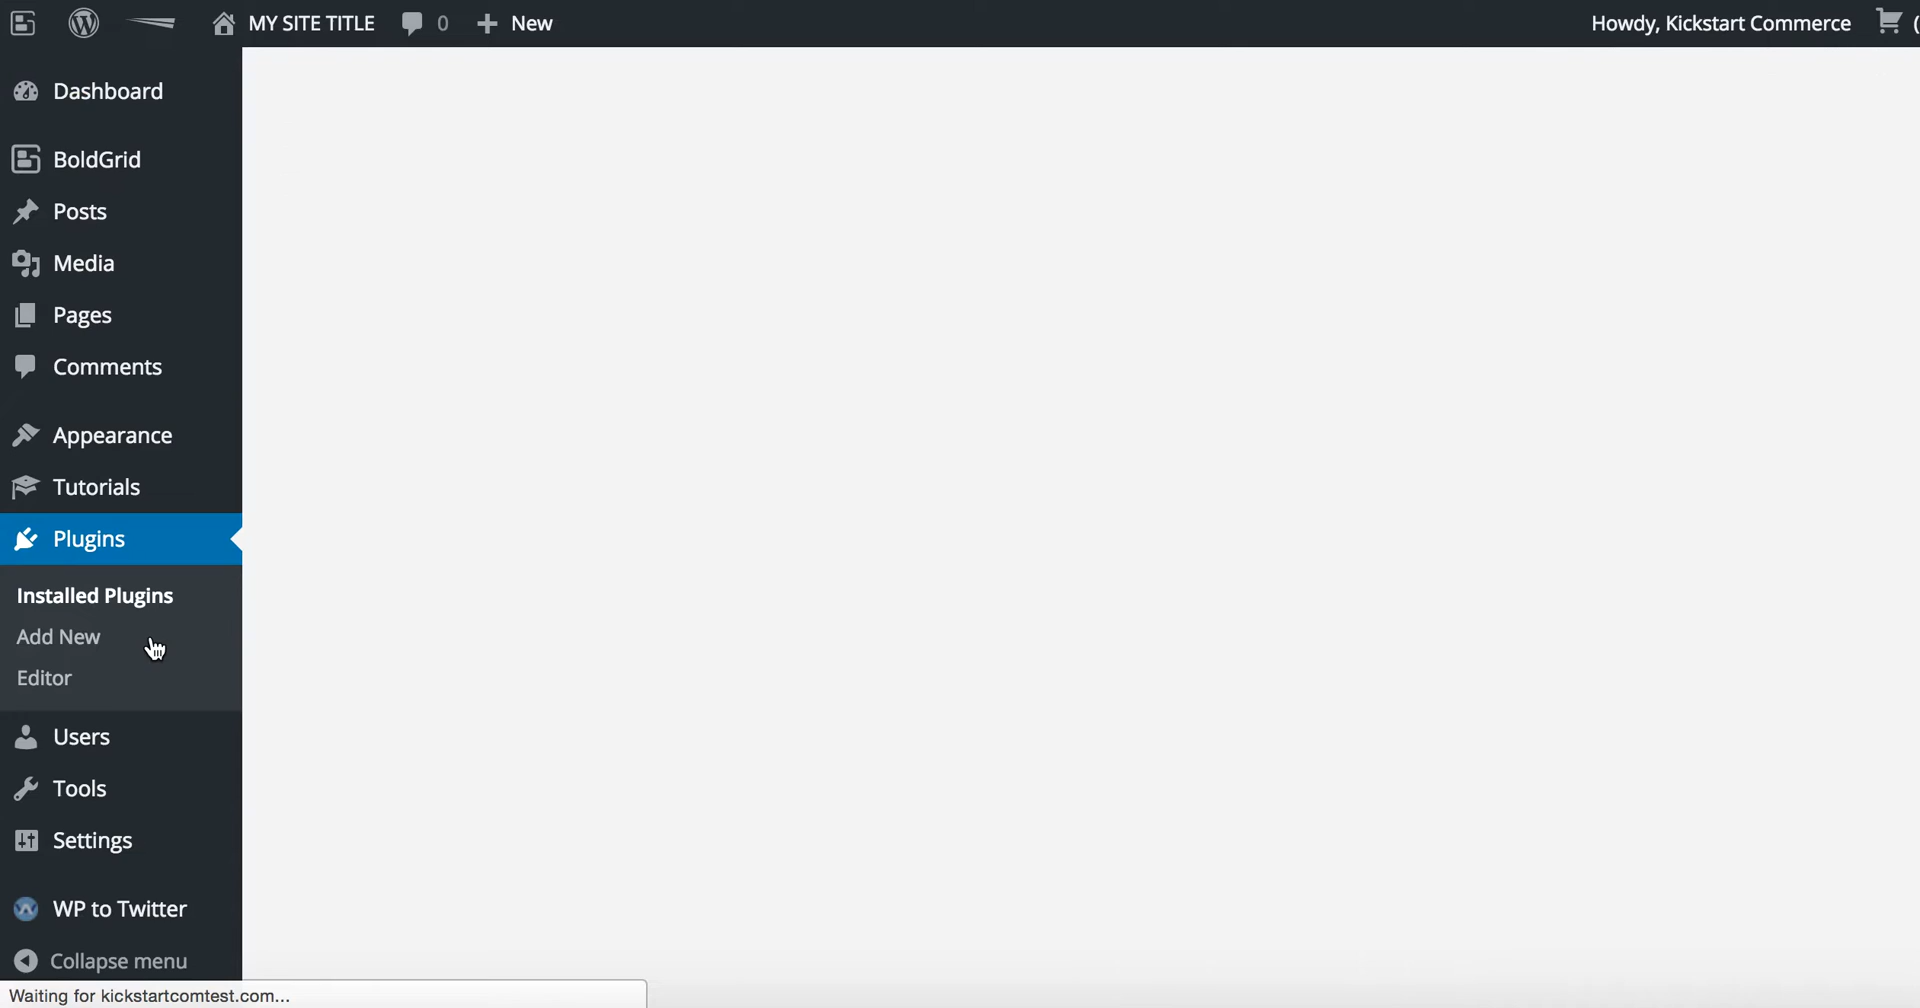 MY SITE TITLE 0 New Howdy, Kickstart Commerce (
Dashboard
BoldGrid
Posts
Media
Pages
Comments
Appearance
Tutorials
Plugins
Installed Plugins
Add New
Editor
Users
Tools
Settings
WP to Twitter
Collapse menu
Waiting for kickstartcomtest.com...